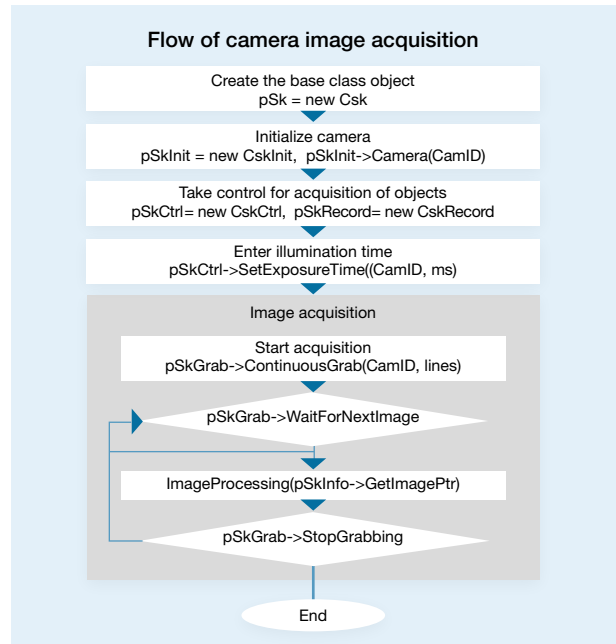 Flow of camera image acquisition
Create the base class object
pSk = new Csk
Initialize camera
pSkInit = new CskInit, pSkInit->Camera(CamID)
Take control for acquisition of objects
pSkCtrl= new CskCtrl, pSkRecord= new CskRecord
Enter illumination time
pSkCtrl->SetExposureTime((CamID, ms)
Image acquisition
Start acquisition
pSkGrab->ContinuousGrab(CamID, lines)
pSkGrab->WaitForNextImage
ImageProcessing(pSkInfo->GetImagePtr)
pSkGrab->StopGrabbing
End